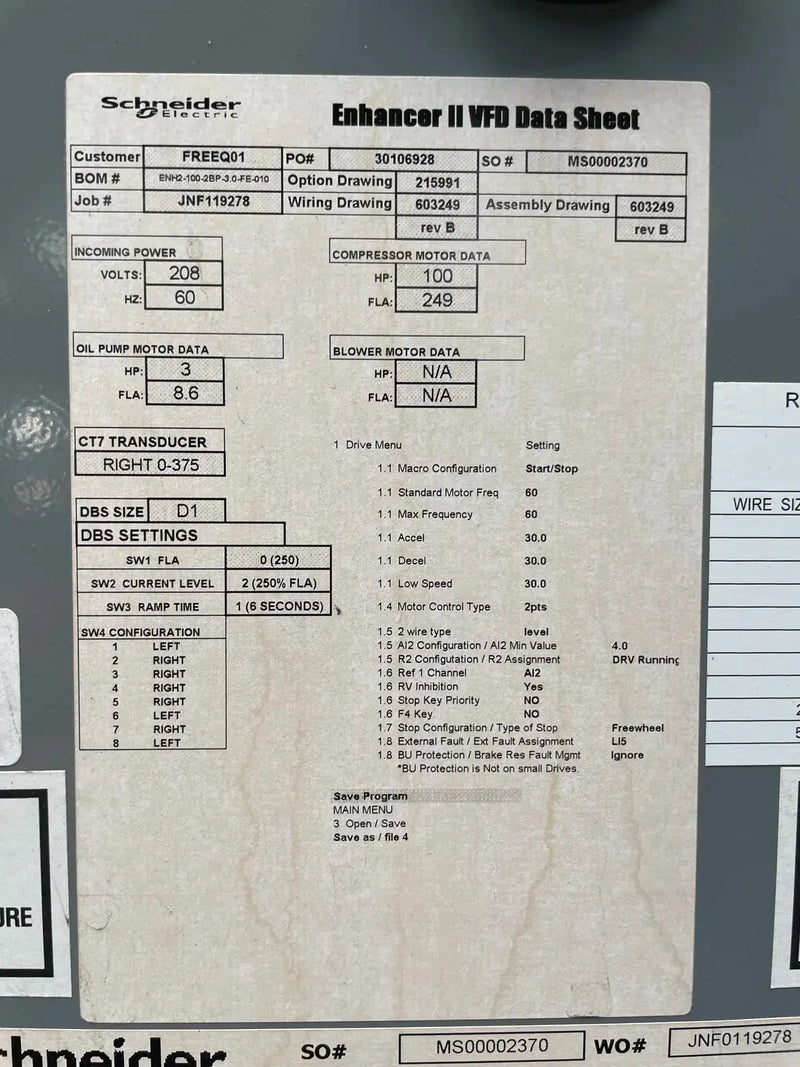 Schneider
Electric
Enhancer II VFD Data Sheet
Customer FREEQ01 PO# 30106928 SO # MS00002370
BOM # ENH2-100-2BP-3.0-FE-010 Option Drawing 215991
Job # JNF119278 Wiring Drawing 603249 Assembly Drawing 603249
rev B rev B
INCOMING POWER
VOLTS: 208
HZ: 60
COMPRESSOR MOTOR DATA
HP: 100
FLA: 249
OIL PUMP MOTOR DATA
HP: 3
FLA: 8.6
BLOWER MOTOR DATA
HP: N/A
FLA: N/A
CT7 TRANSDUCER
RIGHT 0-375
DBS SIZE D1
DBS SETTINGS
SW1 FLA 0 (250)
SW2 CURRENT LEVEL 2 (250% FLA)
SW3 RAMP TIME 1 (6 SECONDS)
SW4 CONFIGURATION
1 LEFT
2 RIGHT
3 RIGHT
4 RIGHT
5 RIGHT
6 LEFT
7 RIGHT
8 LEFT
1 Drive Menu Setting
1.1 Macro Configuration Start/Stop
1.1 Standard Motor Freq 60
1.1 Max Frequency 60
1.1 Accel 30.0
1.1 Decel 30.0
1.1 Low Speed 30.0
1.4 Motor Control Type 2pts
1.5 2 wire type level
1.5 AI2 Configuration / AI2 Min Value 4.0
1.5 R2 Configutation / R2 Assignment DRV Running
1.6 Ref 1 Channel AI2
1.6 RV Inhibition Yes
1.6 Stop Key Priority NO
1.6 F4 Key NO
1.7 Stop Configuration / Type of Stop Freewheel
1.8 External Fault / Ext Fault Assignment LI5
1.8 BU Protection / Brake Res Fault Mgmt Ignore
*BU Protection is Not on small Drives.
Save Program
MAIN MENU
3 Open / Save
Save as / file 4
R
WIRE SIZ
2
5
URE
chneider SO# MS00002370 WO# JNF0119278